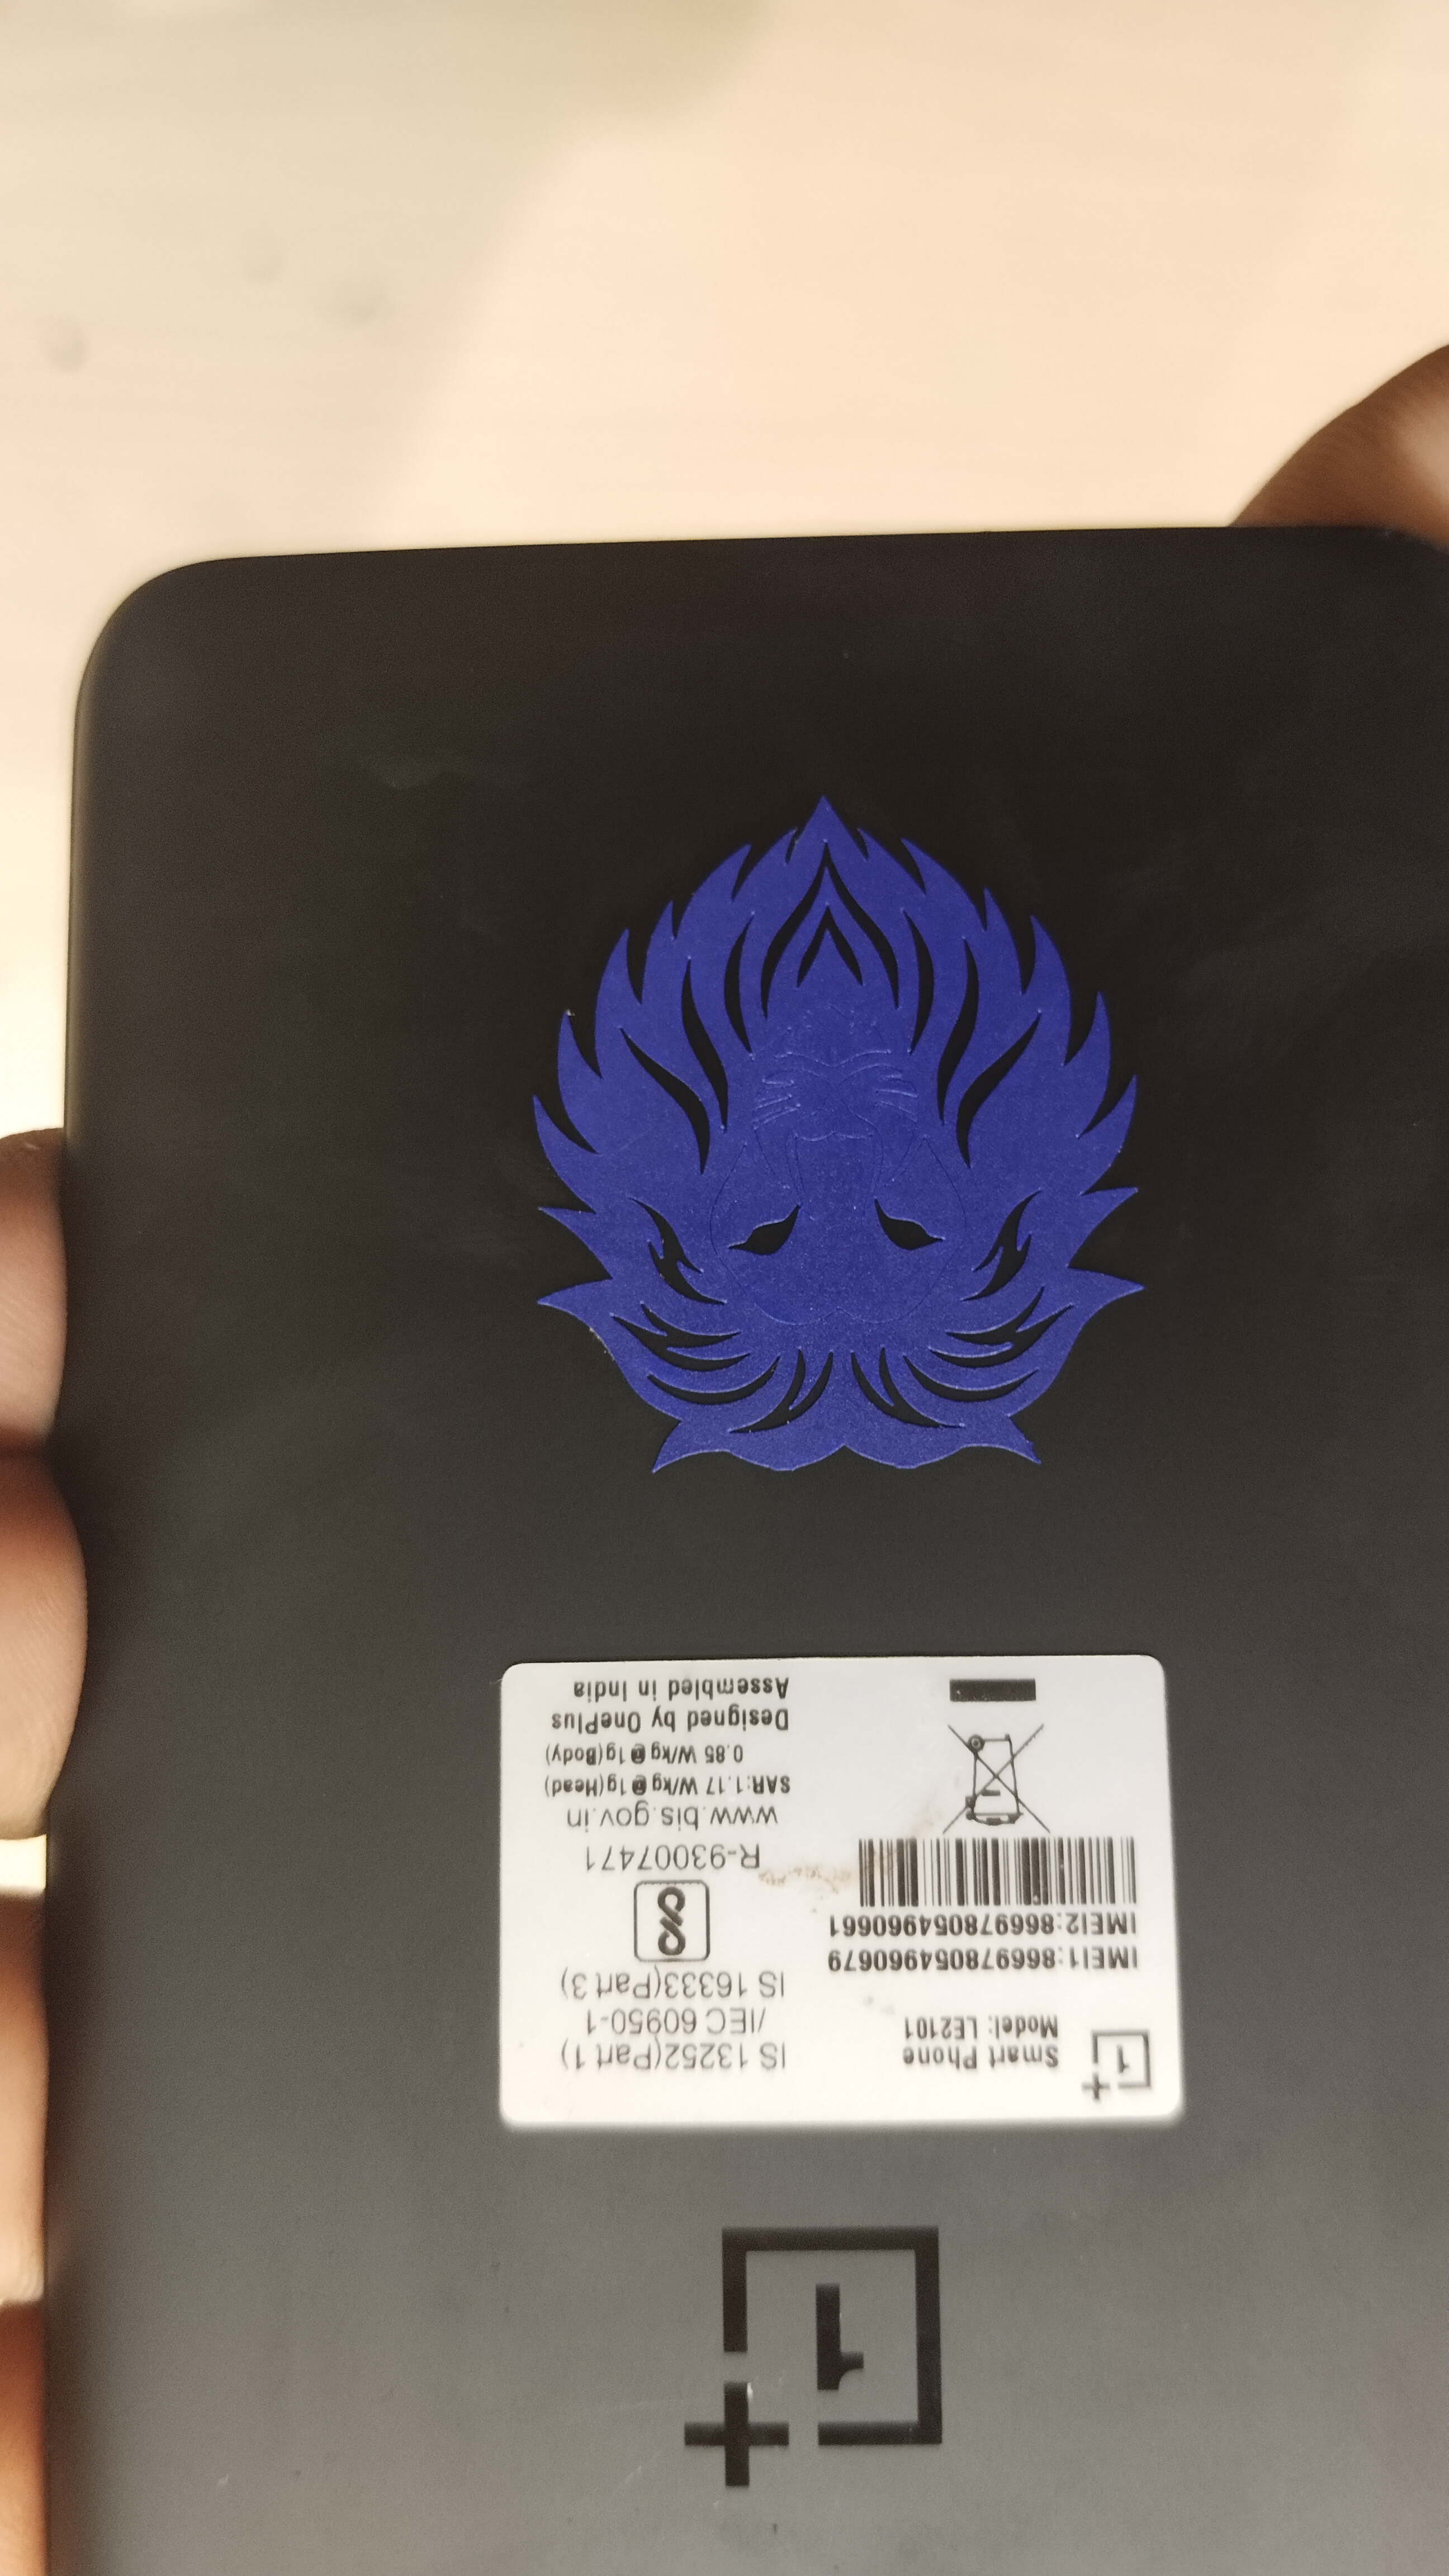 Smart Phone
Model: LE2101
IMEI1:866978054960679
IMEI2:866978054960661
IS 13252(Part 1)
/IEC 60950-1
IS 16333(Part 3)
R-93007471
www.bis.gov.in
SAR:1.17 W/kg@1g(Head)
0.85 W/kg@1g(Body)
Designed by OnePlus
Assembled in India
1+